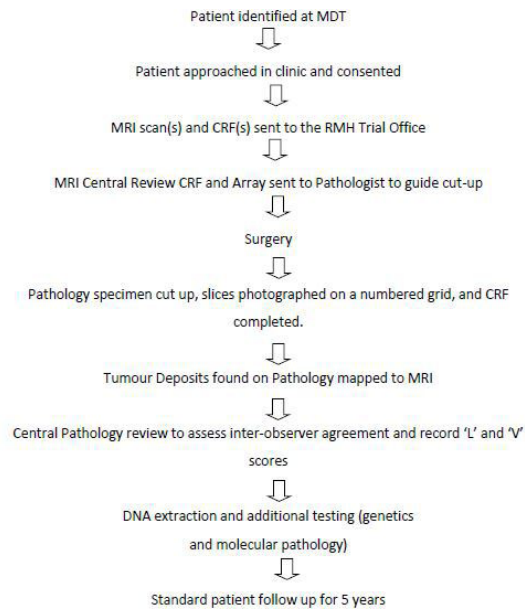 Patient identified at MDT
Patient approached in clinic and consented
MRI scan(s) and CRF(s) sent to the RMH Trial Office
MRI Central Review CRF and Array sent to Pathologist to guide cut-up
Surgery
Pathology specimen cut up, slices photographed on a numbered grid, and CRF
completed.
Tumour Deposits found on Pathology mapped to MRI
Central Pathology review to assess inter-observer agreement and record ‘L’ and ‘V’
scores
DNA extraction and additional testing (genetics
and molecular pathology)
Standard patient follow up for 5 years